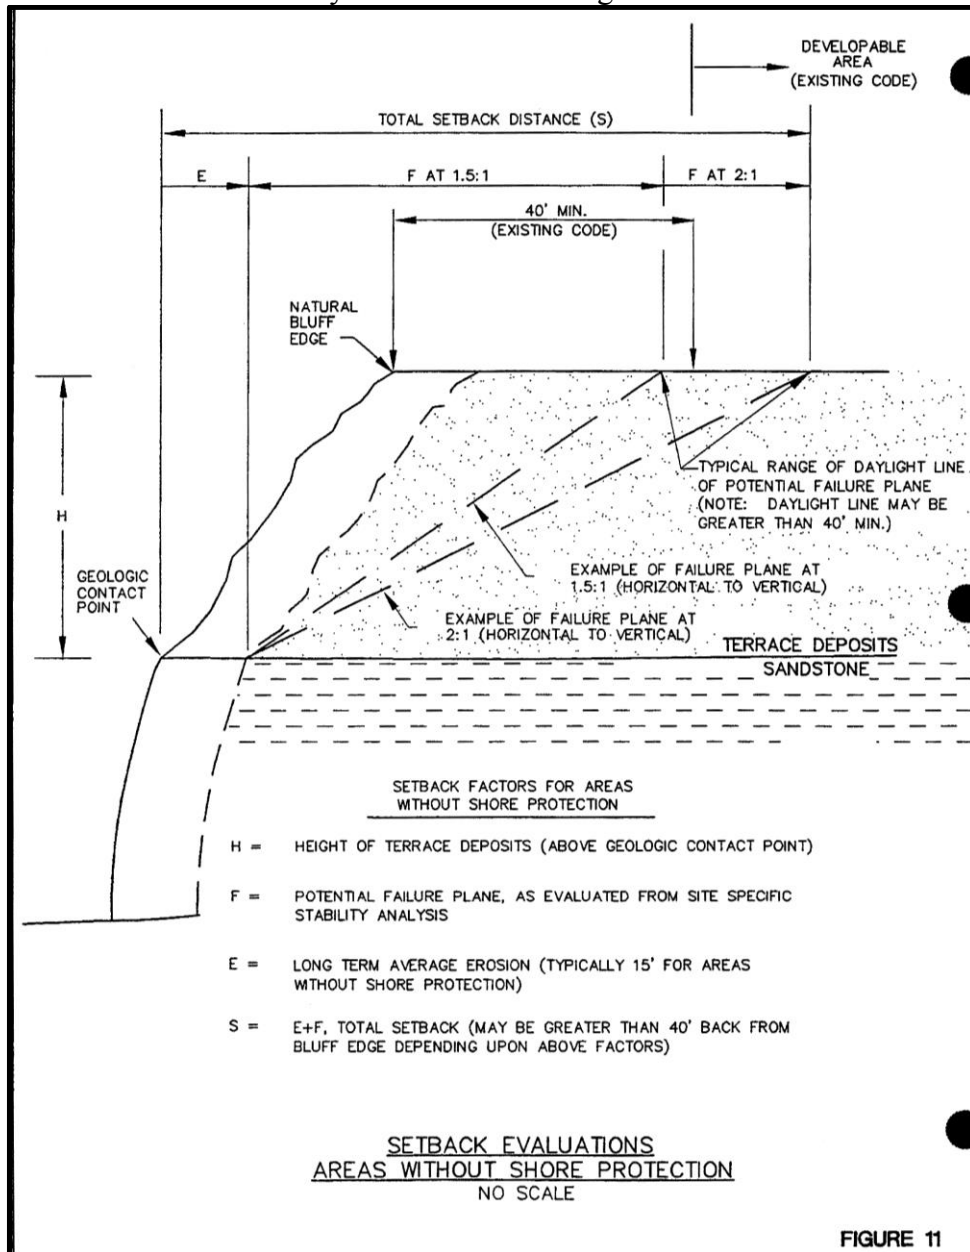 DEVELOPABLE
AREA
(EXISTING CODE)
TOTAL SETBACK DISTANCE (S)
E
F AT 1.5:1
F AT 2:1
40' MIN.
(EXISTING CODE)
NATURAL
BLUFF
EDGE
H
TYPICAL RANGE OF DAYLIGHT LINE
OF POTENTIAL FAILURE PLANE
(NOTE: DAYLIGHT LINE MAY BE
GREATER THAN 40' MIN.)
GEOLOGIC
CONTACT
POINT
EXAMPLE OF FAILURE PLANE AT
1.5:1 (HORIZONTAL TO VERTICAL)
EXAMPLE OF FAILURE PLANE AT
2:1 (HORIZONTAL TO VERTICAL)
TERRACE DEPOSITS
SANDSTONE
SETBACK FACTORS FOR AREAS
WITHOUT SHORE PROTECTION
H = HEIGHT OF TERRACE DEPOSITS (ABOVE GEOLOGIC CONTACT POINT)
F = POTENTIAL FAILURE PLANE, AS EVALUATED FROM SITE SPECIFIC
STABILITY ANALYSIS
E = LONG TERM AVERAGE EROSION (TYPICALLY 15' FOR AREAS
WITHOUT SHORE PROTECTION)
S = E+F, TOTAL SETBACK (MAY BE GREATER THAN 40' BACK FROM
BLUFF EDGE DEPENDING UPON ABOVE FACTORS)
SETBACK EVALUATIONS
AREAS WITHOUT SHORE PROTECTION
NO SCALE
FIGURE 11